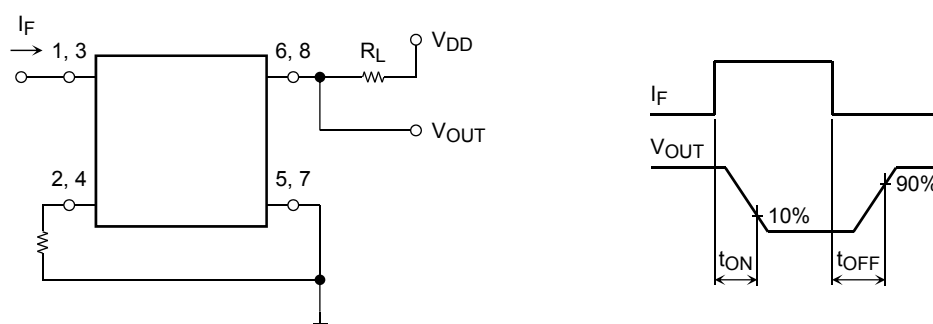 IF
1, 3
6, 8
RL
VDD
VOUT
2, 4
5, 7
IF
VOUT
10%
90%
tON
tOFF